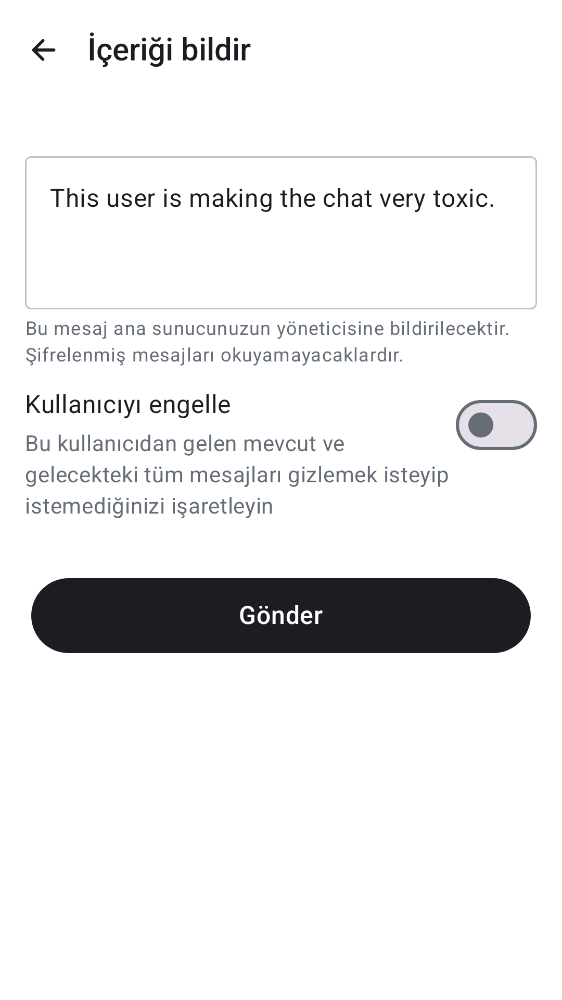 İçeriği bildir
This user is making the chat very toxic.
Bu mesaj ana sunucunuzun yöneticisine bildirilecektir.
Şifrelenmiş mesajları okuyamayacaklardır.
Kullanıcıyı engelle
Bu kullanıcıdan gelen mevcut ve
gelecekteki tüm mesajları gizlemek isteyip
istemediğinizi işaretleyin
Gönder